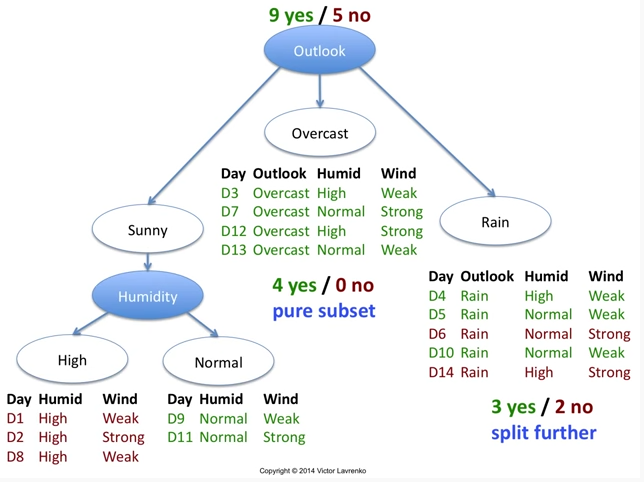 9 yes / 5 no
Outlook
Overcast
Day Outlook Humid Wind
D3 Overcast High Weak
D7 Overcast Normal Strong
D12 Overcast High Strong
D13 Overcast Normal Weak
4 yes / 0 no
pure subset
Sunny
Humidity
High
Normal
Day Humid Wind
D1 High Weak
D2 High Strong
D8 High Weak
Day Humid Wind
D9 Normal Weak
D11 Normal Strong
Rain
Day Outlook Humid Wind
D4 Rain High Weak
D5 Rain Normal Weak
D6 Rain Normal Strong
D10 Rain Normal Weak
D14 Rain High Strong
3 yes / 2 no
split further
Copyright © 2014 Victor Lavrenko